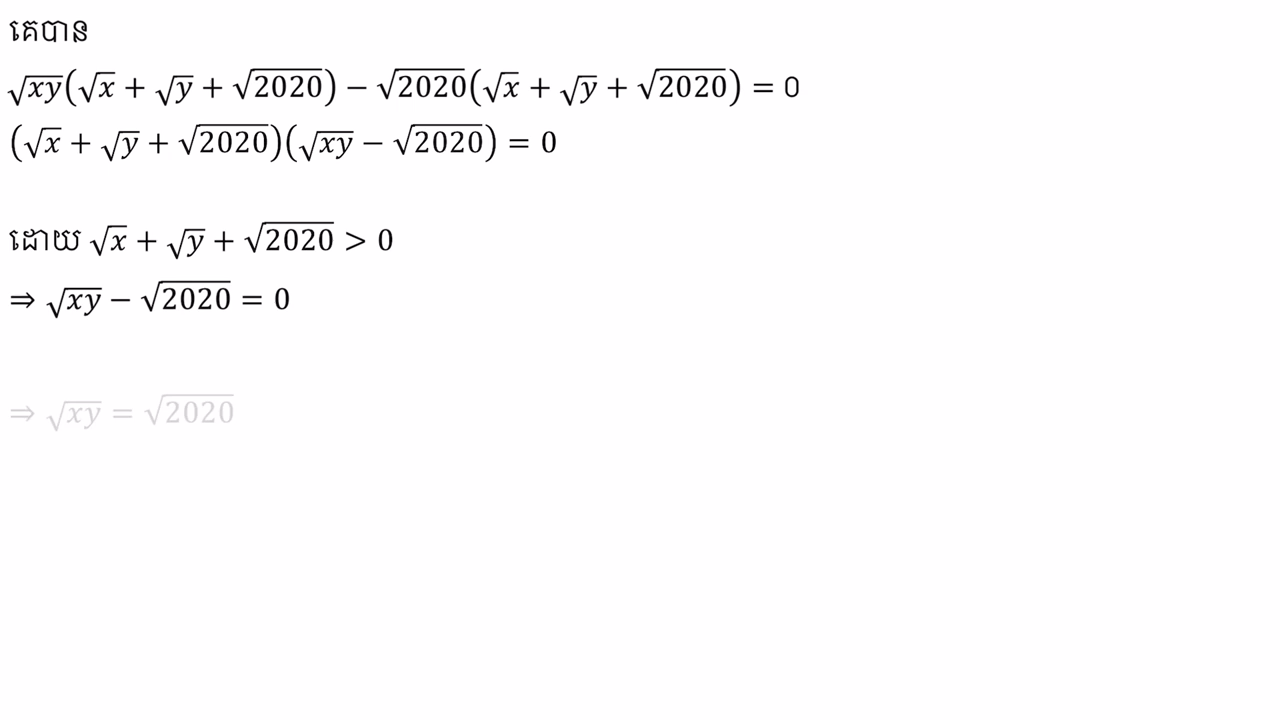 គេបាន
√xy(√x + √y + √2020) − √2020(√x + √y + √2020) = 0
(√x + √y + √2020)(√xy − √2020) = 0
ដោយ √x + √y + √2020 > 0
⇒ √xy − √2020 = 0
⇒ √xy = √2020